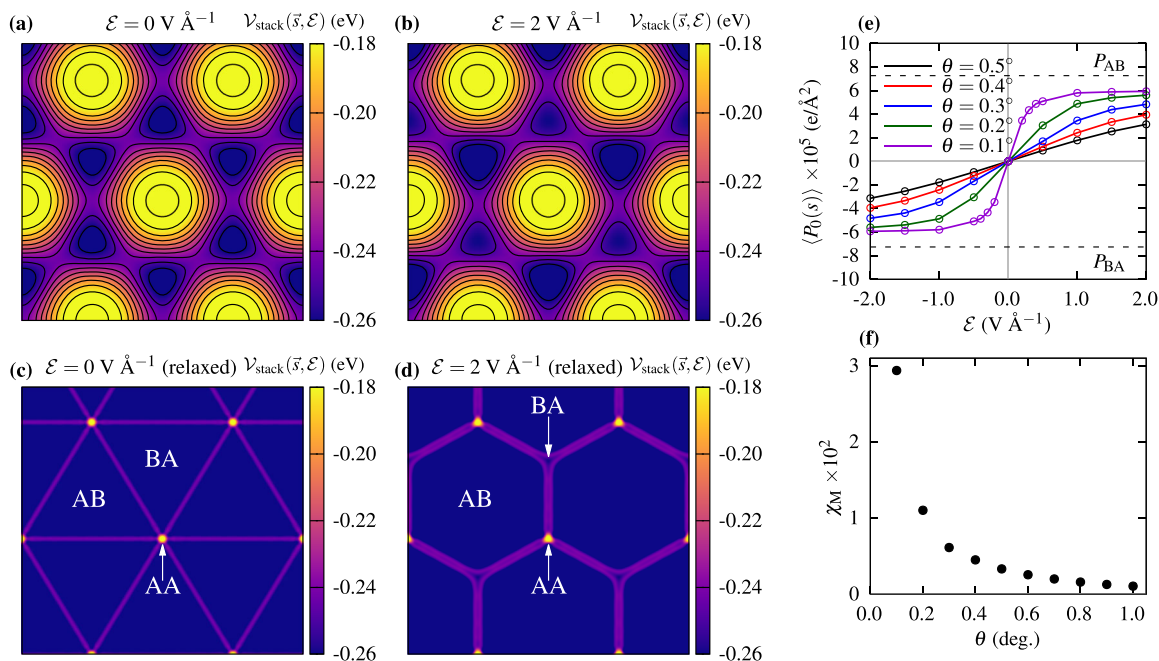 (a) ℰ = 0 V Å⁻¹ 𝒱stack(s⃗, ℰ) (eV)
-0.18
-0.20
-0.22
-0.24
-0.26
(b) ℰ = 2 V Å⁻¹ 𝒱stack(s⃗, ℰ) (eV)
-0.18
-0.20
-0.22
-0.24
-0.26
(c) ℰ = 0 V Å⁻¹ (relaxed) 𝒱stack(s⃗, ℰ) (eV)
-0.18
-0.20
-0.22
-0.24
-0.26
BA
AB
AA
(d) ℰ = 2 V Å⁻¹ (relaxed) 𝒱stack(s⃗, ℰ) (eV)
-0.18
-0.20
-0.22
-0.24
-0.26
BA
AB
AA
(e)
⟨P₀(s)⟩ ×10⁵ (e/Å²)
10
8
6
4
2
0
-2
-4
-6
-8
-10
θ = 0.5
θ = 0.4
θ = 0.3
θ = 0.2
θ = 0.1
P_AB
P_BA
-2.0 -1.0 0.0 1.0 2.0
ℰ (V Å⁻¹)
(f)
χ_M ×10²
3
2
1
0
0.0 0.2 0.4 0.6 0.8 1.0
θ (deg.)